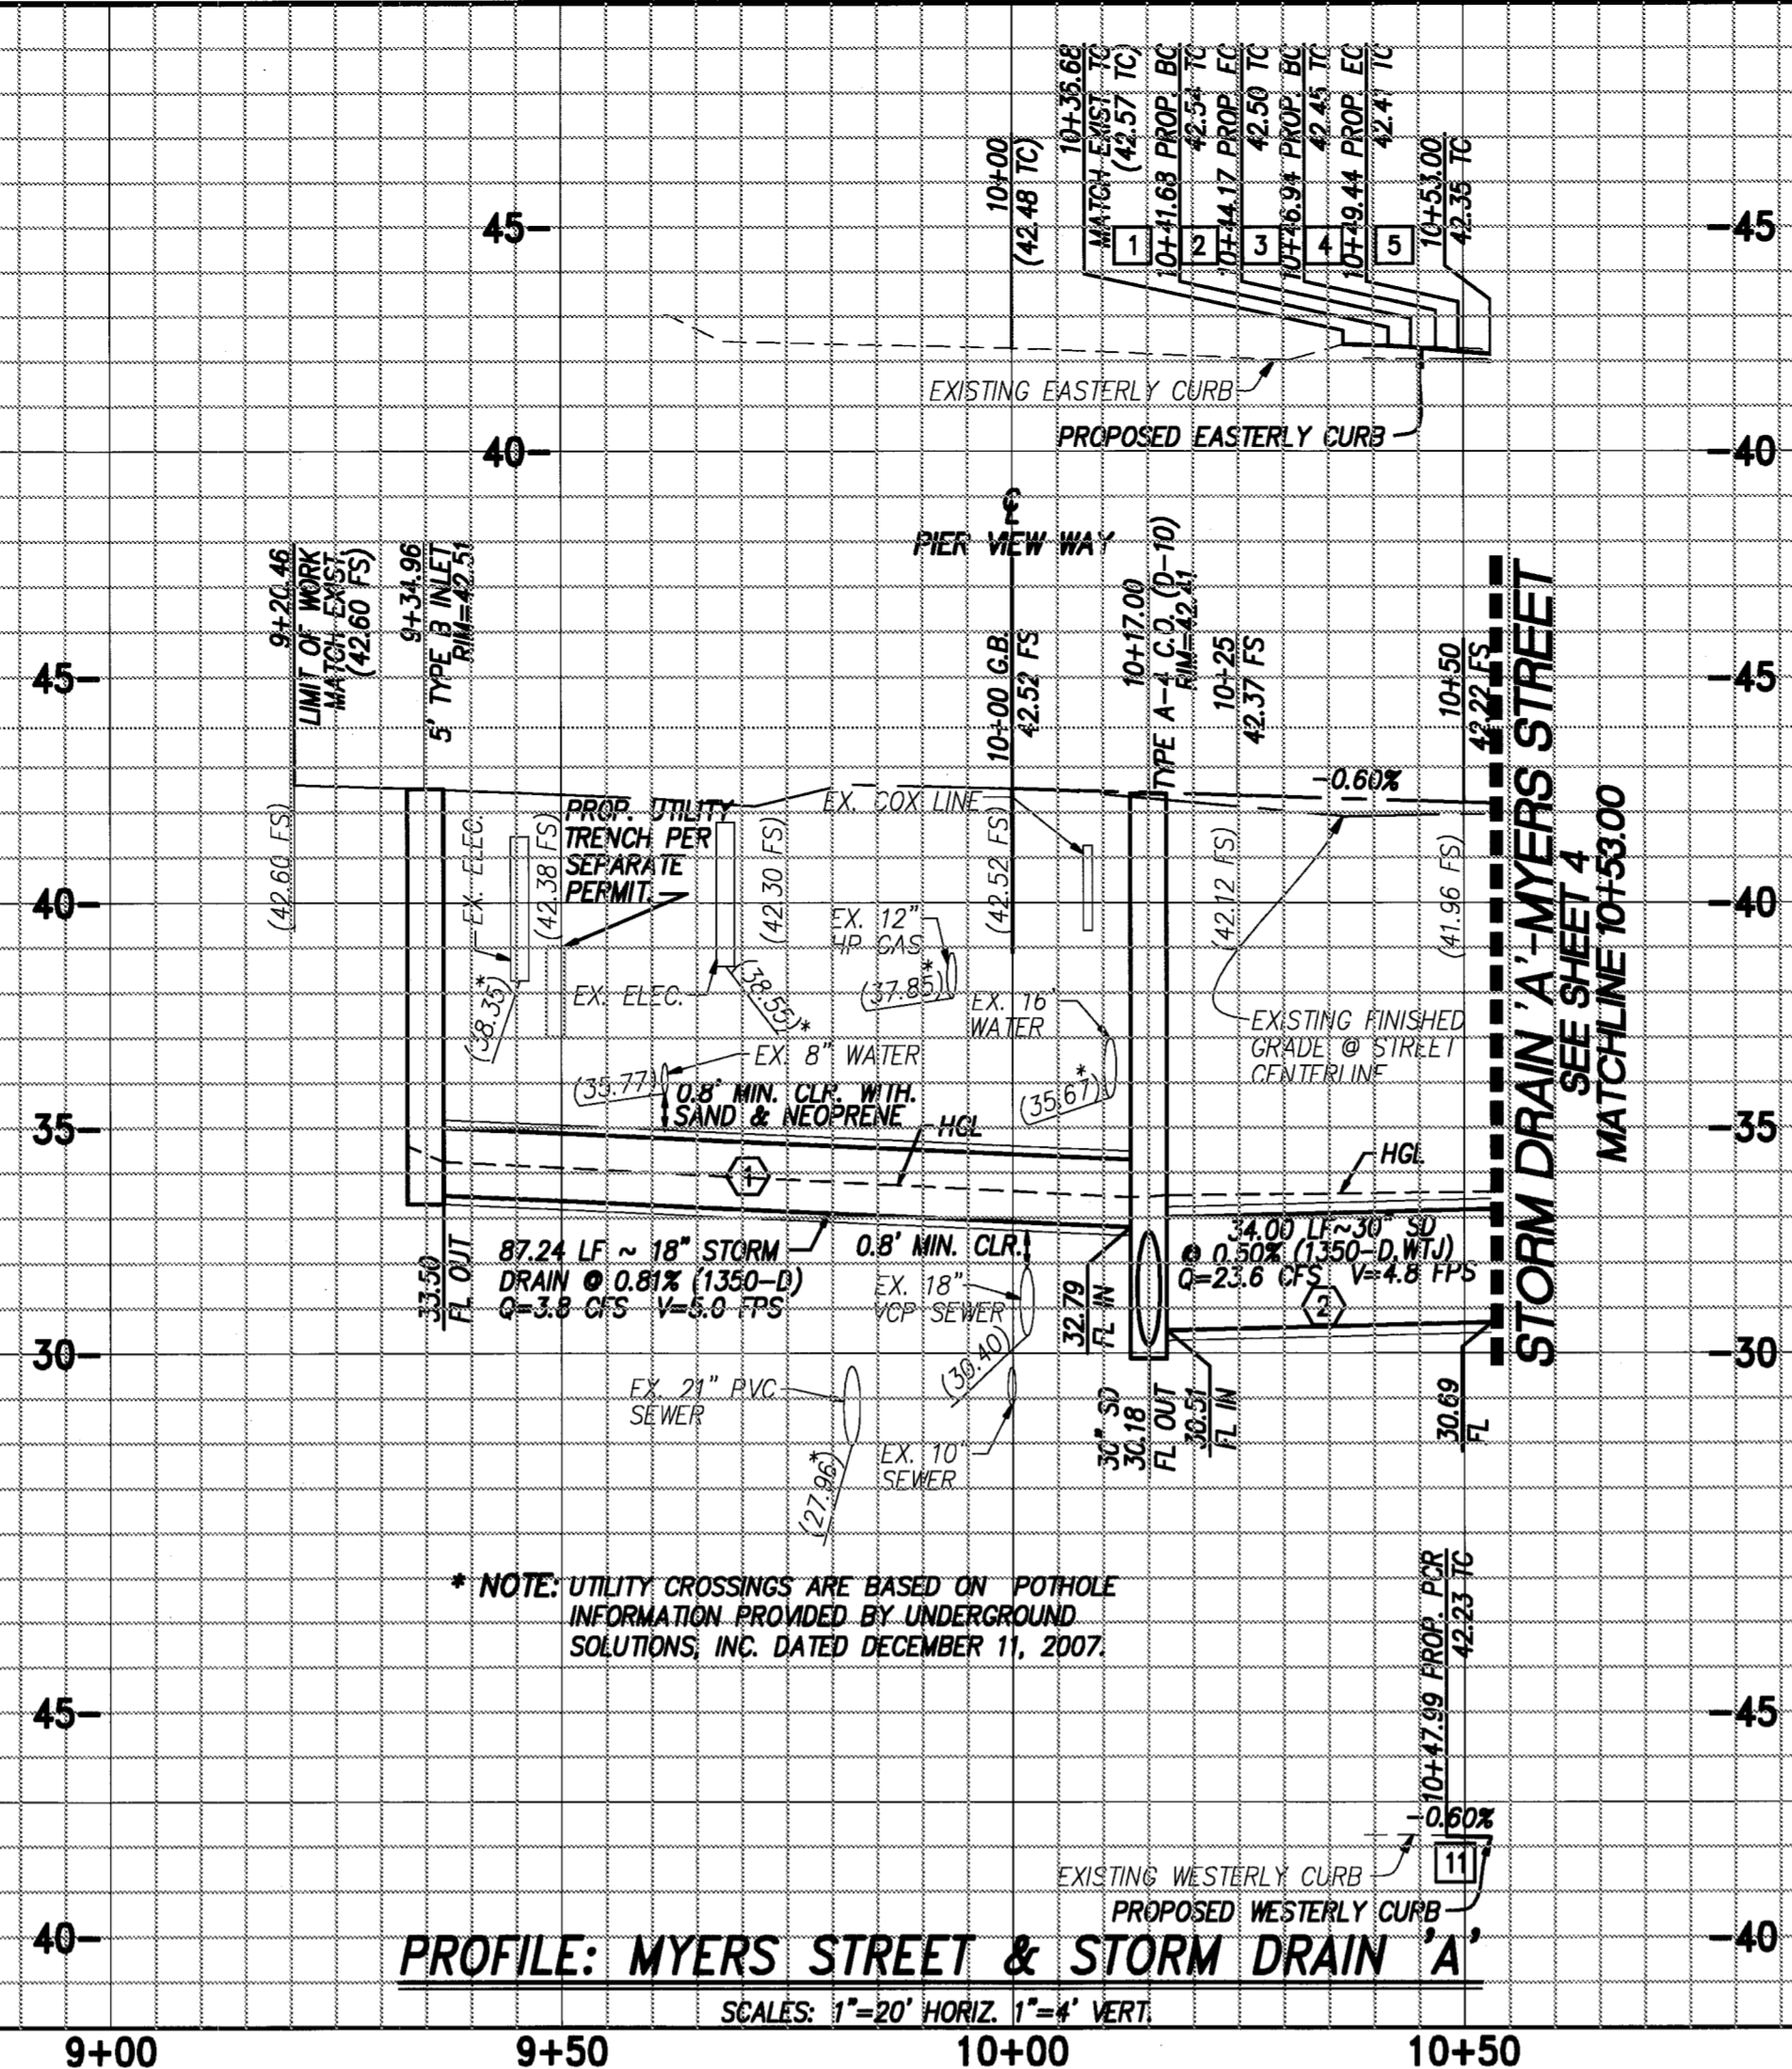 10+36.68
MATCH EXIST. TC
(42.57 TC)
10+41.68 PROP. BC
42.54 TC
10+44.17 PROP. EC
42.50 TC
10+46.94 PROP. BC
42.45 TC
10+49.44 PROP. EC
42.41 TC
10+53.00
42.35 TC
10+00
(42.48 TC)
1
2
3
4
5
45-
-45
EXISTING EASTERLY CURB
PROPOSED EASTERLY CURB
40-
-40
℄
PIER VIEW WAY
9+20.46
LIMIT OF WORK
MATCH EXIST.
(42.60 FS)
9+34.96
5' TYPE B INLET
RIM=42.51
10+00 G.B.
42.52 FS
10+17.00
TYPE A-4 C.O. (D-10)
RIM=42.41
10+25
42.37 FS
10+50
42.22 FS
45-
-45
-0.60%
(42.60 FS)
EX. ELEC.
(42.38 FS)
PROP. UTILITY
TRENCH PER
SEPARATE
PERMIT.
(42.30 FS)
EX. COX LINE
(42.52 FS)
(42.12 FS)
(41.96 FS)
40-
-40
EX. 12"
HP GAS
(37.85)*
(38.35)*
EX. ELEC.
(38.55)*
EX. 16"
WATER
(35.67)*
EXISTING FINISHED
GRADE @ STREET
CENTERLINE
EX. 8" WATER
(35.77)
0.8' MIN. CLR. WITH.
SAND & NEOPRENE
35-
-35
HGL
HGL
1
33.50
FL OUT
87.24 LF ~ 18" STORM
DRAIN @ 0.81% (1350-D)
Q=3.8 CFS V=5.0 FPS
0.8' MIN. CLR.
EX. 18"
VCP SEWER
(30.40)
32.79
FL IN
34.00 LF~30" SD
@ 0.50% (1350-D,WTJ)
Q=23.6 CFS V=4.8 FPS
2
30-
-30
EX. 21" PVC
SEWER
(27.96)*
EX. 10"
SEWER
30" SD
30.18
FL OUT
30.51
FL IN
30.69
FL
STORM DRAIN 'A'-MYERS STREET
SEE SHEET 4
MATCHLINE 10+53.00
* NOTE: UTILITY CROSSINGS ARE BASED ON POTHOLE
INFORMATION PROVIDED BY UNDERGROUND
SOLUTIONS, INC. DATED DECEMBER 11, 2007.
10+47.99 PROP. PCR
42.23 TC
45-
-45
-0.60%
11
EXISTING WESTERLY CURB
PROPOSED WESTERLY CURB
40-
-40
PROFILE: MYERS STREET & STORM DRAIN 'A'
SCALES: 1"=20' HORIZ. 1"=4' VERT.
9+00
9+50
10+00
10+50